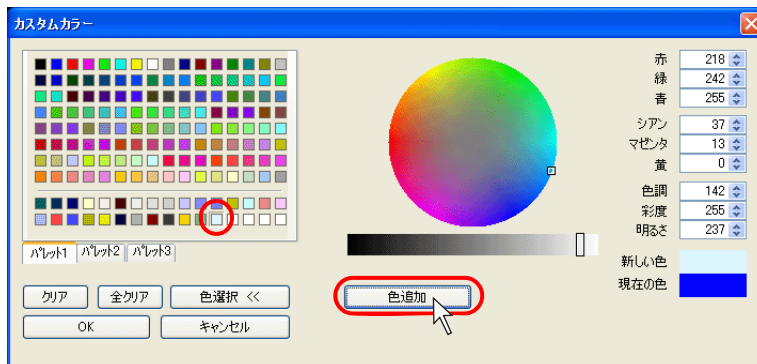 カスタムカラー
赤 218
緑 242
青 255
シアン 37
マゼンタ 13
黄 0
色調 142
彩度 255
明るさ 237
新しい色
現在の色
パレット1 パレット2 パレット3
クリア 全クリア 色選択 << 色追加
OK キャンセル